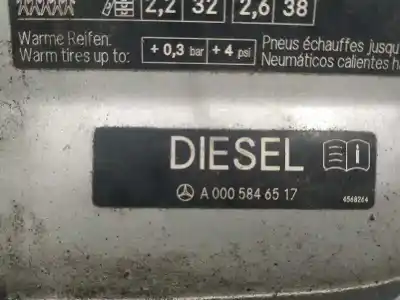 2,2 32 2,6 38
Warme Reifen:
Warm tires up to:
+ 0,3 bar + 4 psi
Pneus échauffés jusqu
Neumáticos calientes ha
DIESEL
A 000 584 65 17
4568264